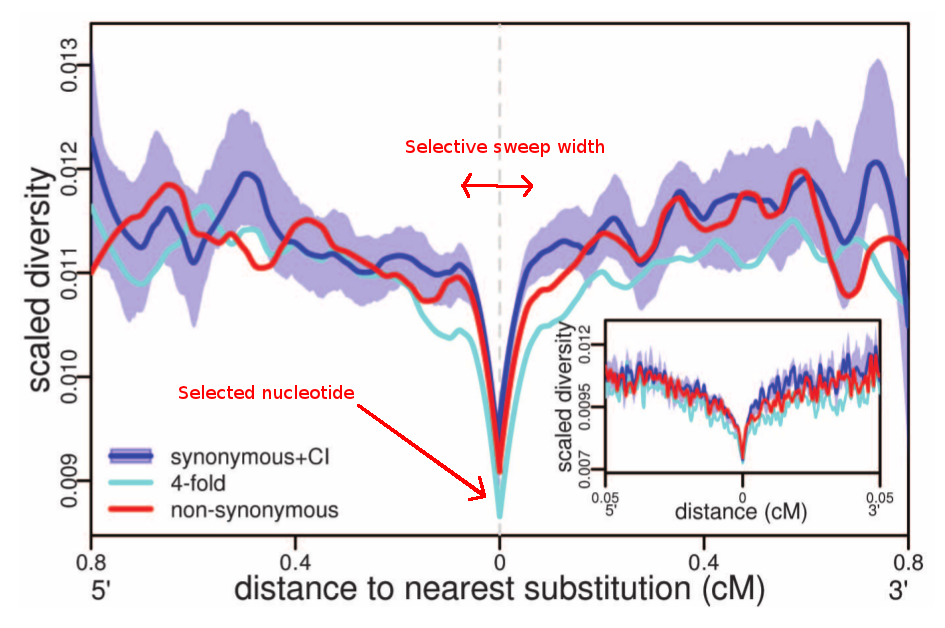 0.013
0.012
0.011
0.010
0.009
scaled diversity
Selective sweep width
Selected nucleotide
synonymous+CI
4-fold
non-synonymous
0.012
0.0095
0.007
scaled diversity
0.05 0 0.05
5' distance (cM) 3'
0.8 0.4 0 0.4 0.8
5' distance to nearest substitution (cM) 3'